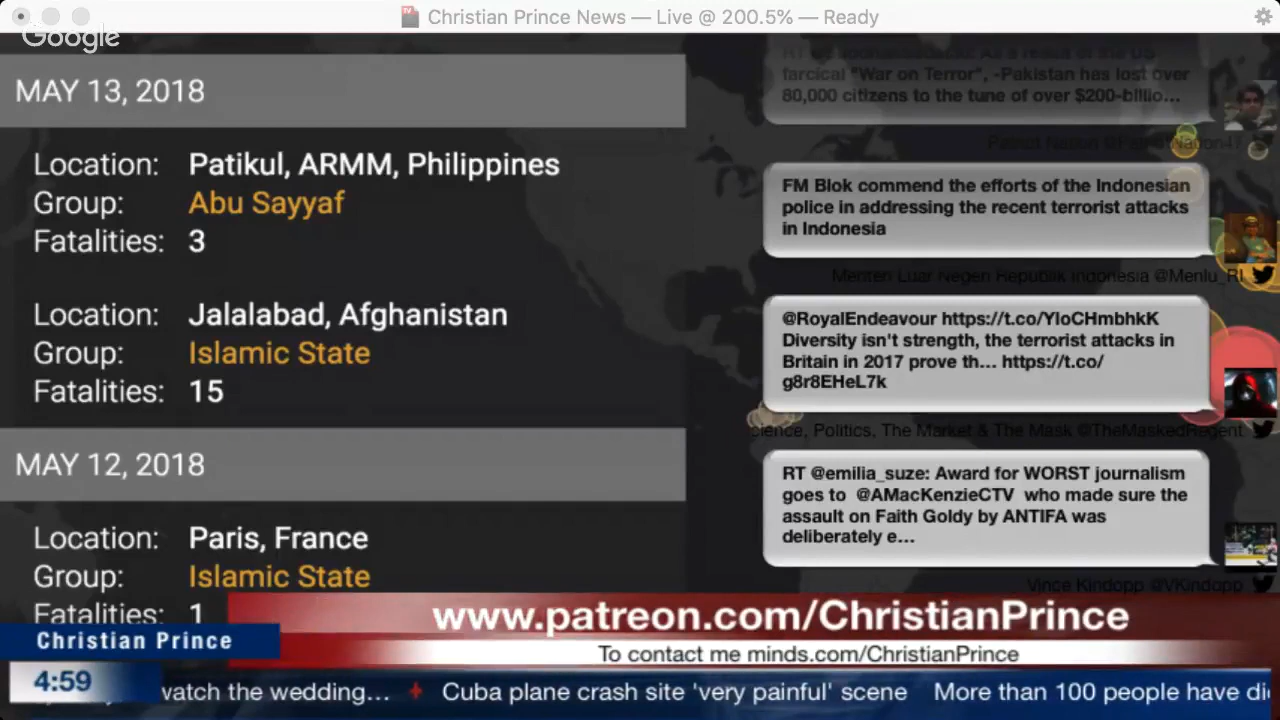 Christian Prince News — Live @ 200.5% — Ready
Google
MAY 13, 2018
Location: Patikul, ARMM, Philippines
Group: Abu Sayyaf
Fatalities: 3
Location: Jalalabad, Afghanistan
Group: Islamic State
Fatalities: 15
MAY 12, 2018
Location: Paris, France
Group: Islamic State
Fatalities: 1
farcical "War on Terror", -Pakistan has lost over
80,000 citizens to the tune of over $200-billio...
FM Blok commend the efforts of the Indonesian
police in addressing the recent terrorist attacks
in Indonesia
Menteri Luar Negeri Republik Indonesia @Menlu_RI
@RoyalEndeavour https://t.co/YloCHmbhkK
Diversity isn't strength, the terrorist attacks in
Britain in 2017 prove th... https://t.co/
g8r8EHeL7k
cience, Politics, The Market & The Mask @TheMaskedRegent
RT @emilia_suze: Award for WORST journalism
goes to @AMacKenzieCTV who made sure the
assault on Faith Goldy by ANTIFA was
deliberately e...
Vince Kindopp @VKindopp
www.patreon.com/ChristianPrince
Christian Prince
To contact me minds.com/ChristianPrince
4:59
watch the wedding... Cuba plane crash site 'very painful' scene More than 100 people have di